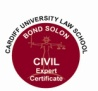 CARDIFF UNIVERSITY LAW SCHOOL
BOND SOLON
CIVIL
Expert
Certificate